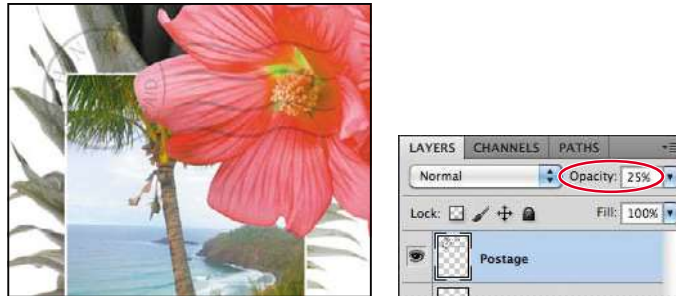 LAYERS CHANNELS PATHS
Normal Opacity: 25%
Lock: Fill: 100%
Postage